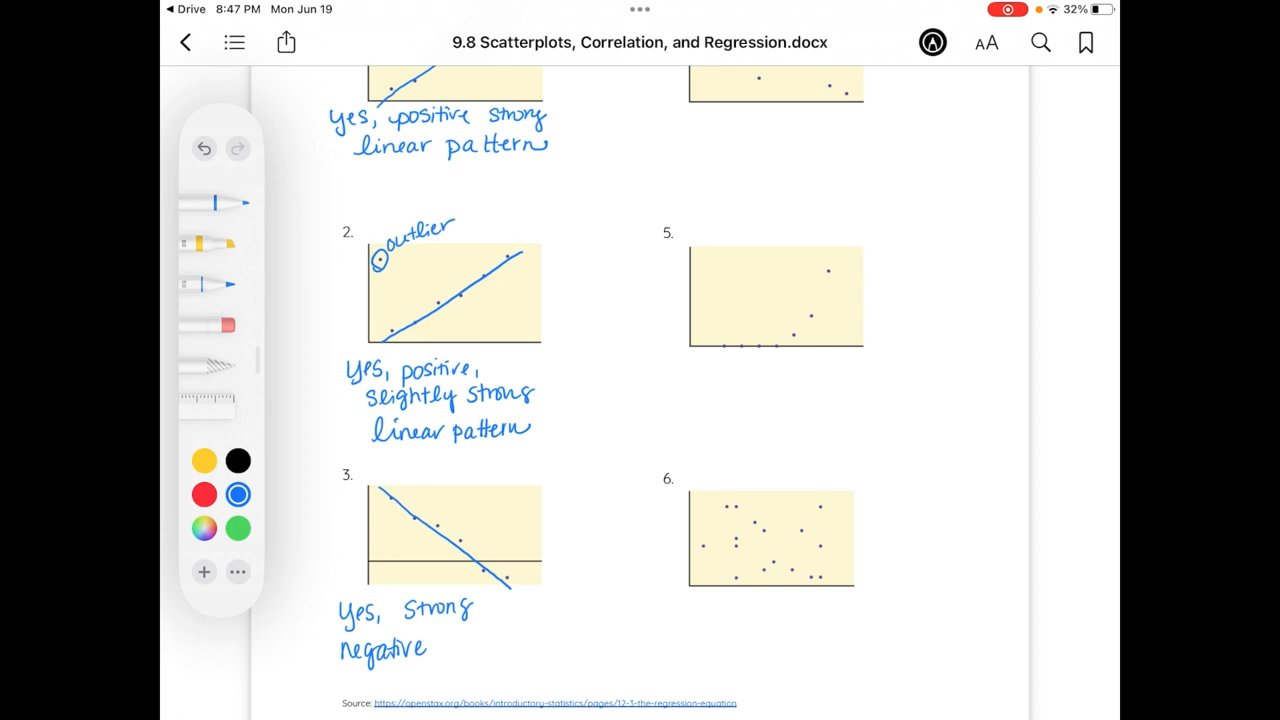 Drive 8:47 PM Mon Jun 19
32%
9.8 Scatterplots, Correlation, and Regression.docx
AA
yes, positive strong
linear pattern
2.
outlier
5.
yes, positive,
slightly strong
linear pattern
3.
6.
yes, strong
negative
Source: https://openstax.org/books/introductory-statistics/pages/12-3-the-regression-equation